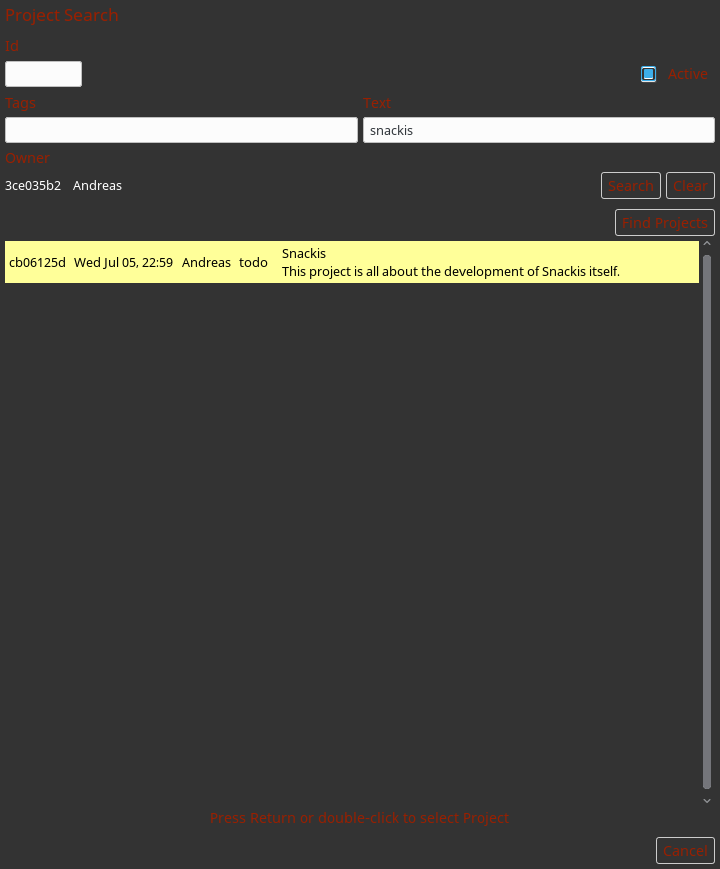 Project Search
Id
Active
Tags Text
snackis
Owner
3ce035b2 Andreas Search Clear
Find Projects
cb06125d Wed Jul 05, 22:59 Andreas todo Snackis
This project is all about the development of Snackis itself.
Press Return or double-click to select Project
Cancel